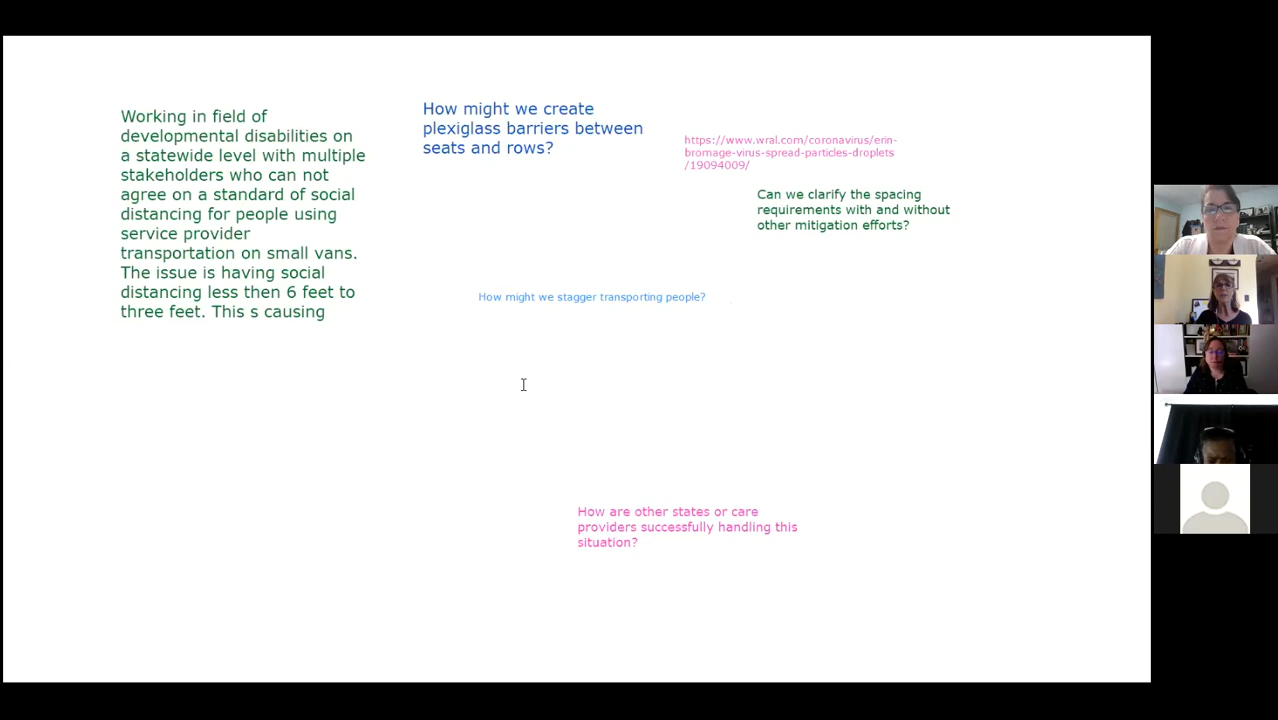 Working in field of
developmental disabilities on
a statewide level with multiple
stakeholders who can not
agree on a standard of social
distancing for people using
service provider
transportation on small vans.
The issue is having social
distancing less then 6 feet to
three feet. This s causing
How might we create
plexiglass barriers between
seats and rows?
https://www.wral.com/coronavirus/erin-
bromage-virus-spread-particles-droplets
/19094009/
Can we clarify the spacing
requirements with and without
other mitigation efforts?
How might we stagger transporting people?
How are other states or care
providers successfully handling this
situation?